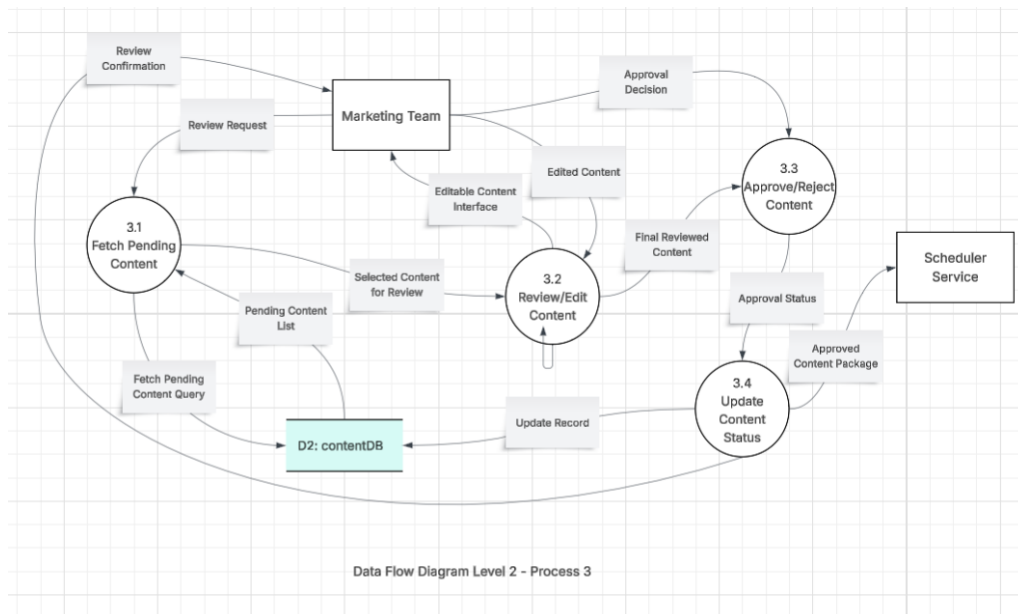 Review
Confirmation
Approval
Decision
Marketing Team
Review Request
Edited Content
3.3
Approve/Reject
Content
Editable Content
Interface
3.1
Fetch Pending
Content
Final Reviewed
Content
Scheduler
Service
Selected Content
for Review
3.2
Review/Edit
Content
Approval Status
Pending Content
List
Approved
Content Package
Fetch Pending
Content Query
3.4
Update
Content
Status
Update Record
D2: contentDB
Data Flow Diagram Level 2 - Process 3